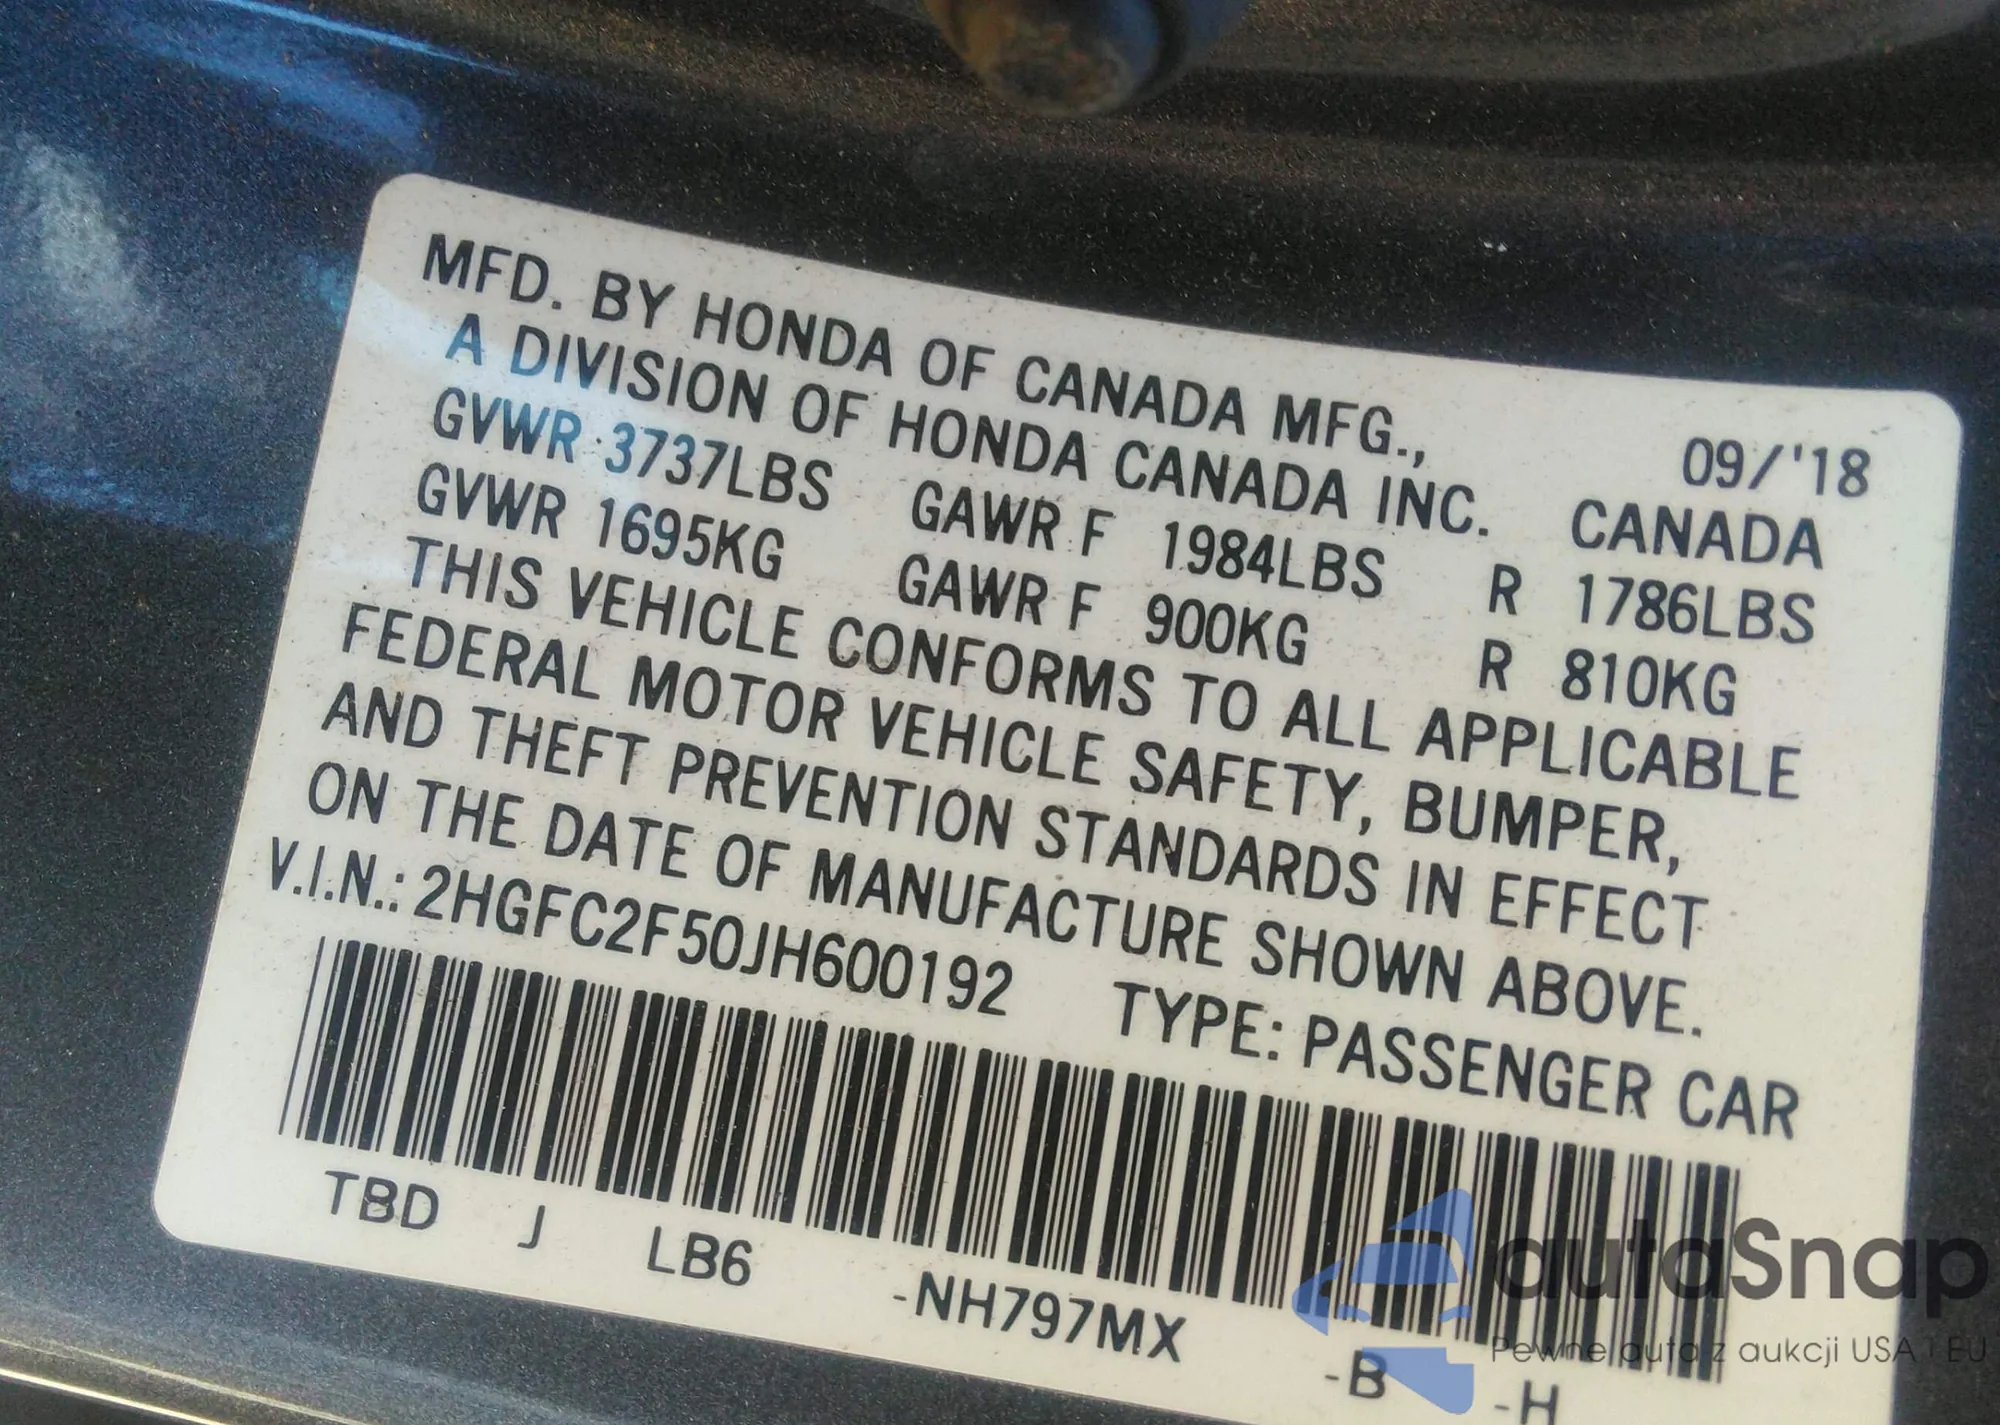 MFD. BY HONDA OF CANADA MFG.,
A DIVISION OF HONDA CANADA INC. 09/'18
GVWR 3737LBS GAWR F 1984LBS R 1786LBS CANADA
GVWR 1695KG GAWR F 900KG R 810KG
THIS VEHICLE CONFORMS TO ALL APPLICABLE
FEDERAL MOTOR VEHICLE SAFETY, BUMPER,
AND THEFT PREVENTION STANDARDS IN EFFECT
ON THE DATE OF MANUFACTURE SHOWN ABOVE.
V.I.N.: 2HGFC2F50JH600192 TYPE: PASSENGER CAR
TBD J LB6 -NH797MX -B -H
autaSnap
Pewne auta z aukcji USA i EU